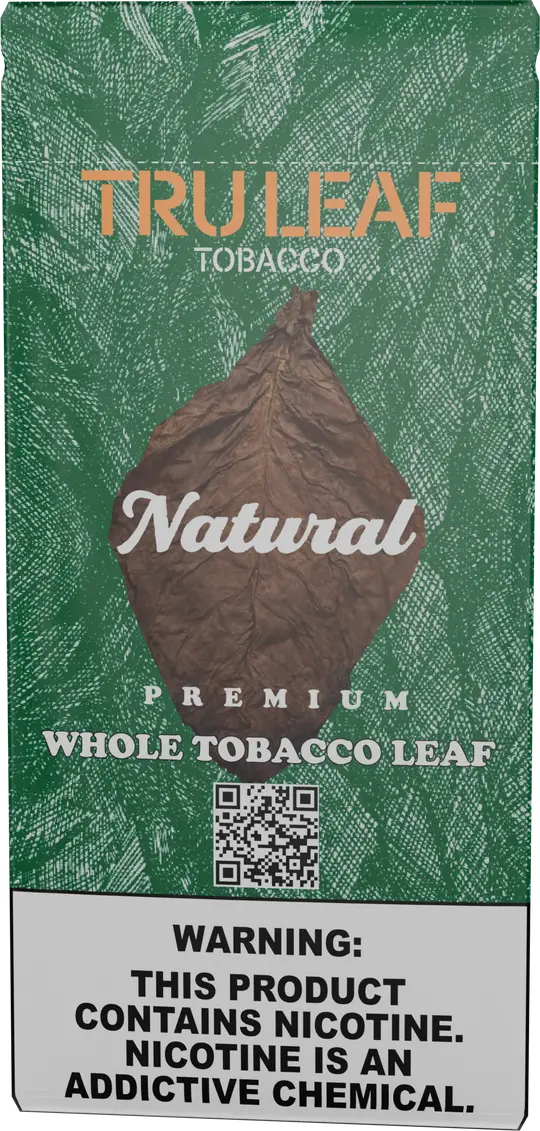 TRU LEAF
TOBACCO
Natural
PREMIUM
WHOLE TOBACCO LEAF
WARNING:
THIS PRODUCT
CONTAINS NICOTINE.
NICOTINE IS AN
ADDICTIVE CHEMICAL.